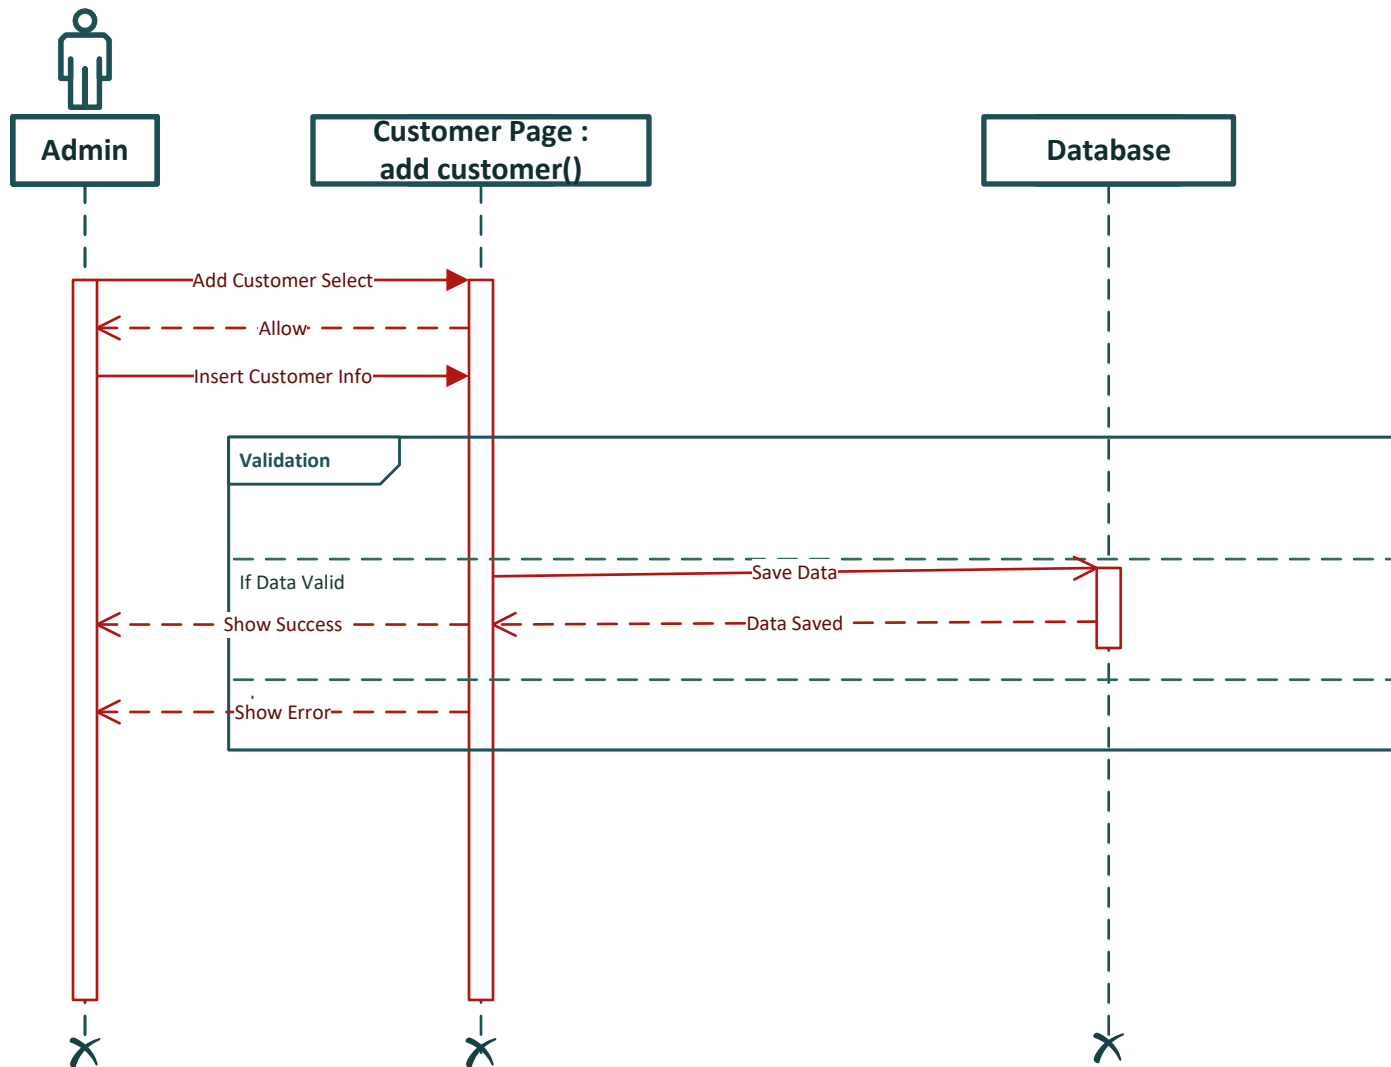 Admin
Customer Page :
add customer()
Database
Add Customer Select
Allow
Insert Customer Info
Validation
If Data Valid
Save Data
Show Success
Data Saved
Show Error